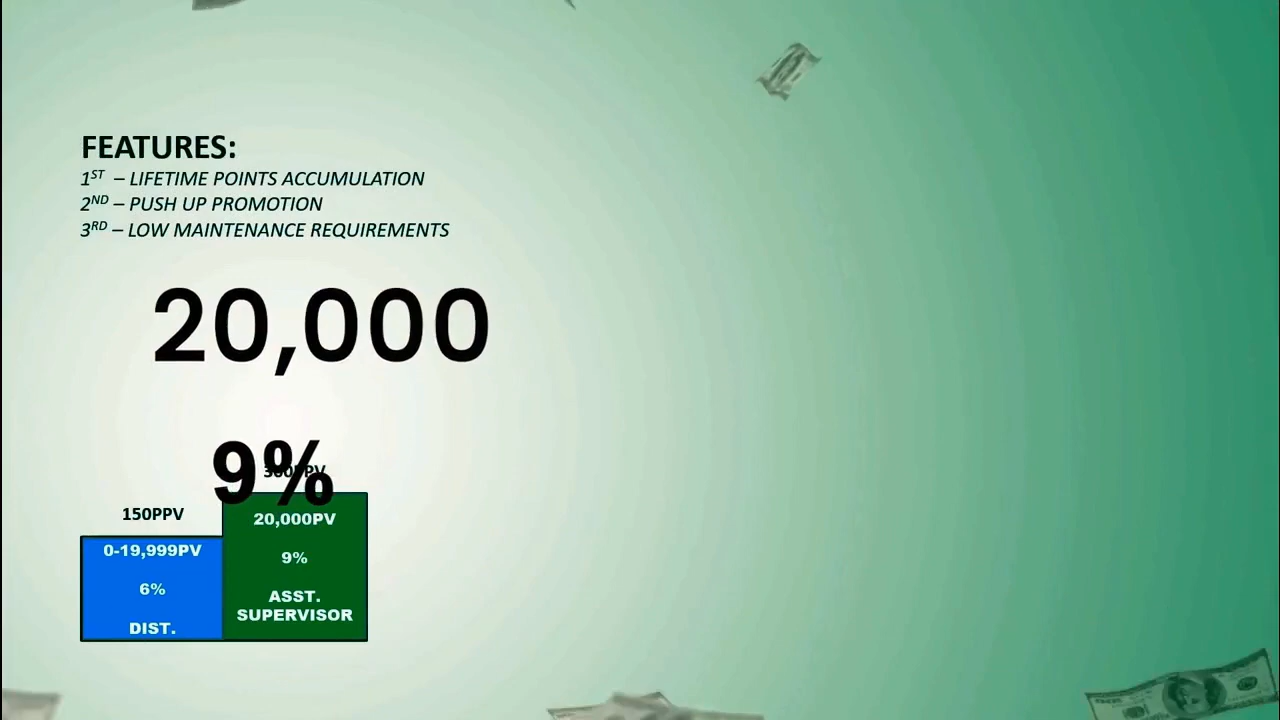 FEATURES:
1ST – LIFETIME POINTS ACCUMULATION
2ND – PUSH UP PROMOTION
3RD – LOW MAINTENANCE REQUIREMENTS
20,000
9%
150PPV
0-19,999PV
6%
DIST.
20,000PV
9%
ASST.
SUPERVISOR